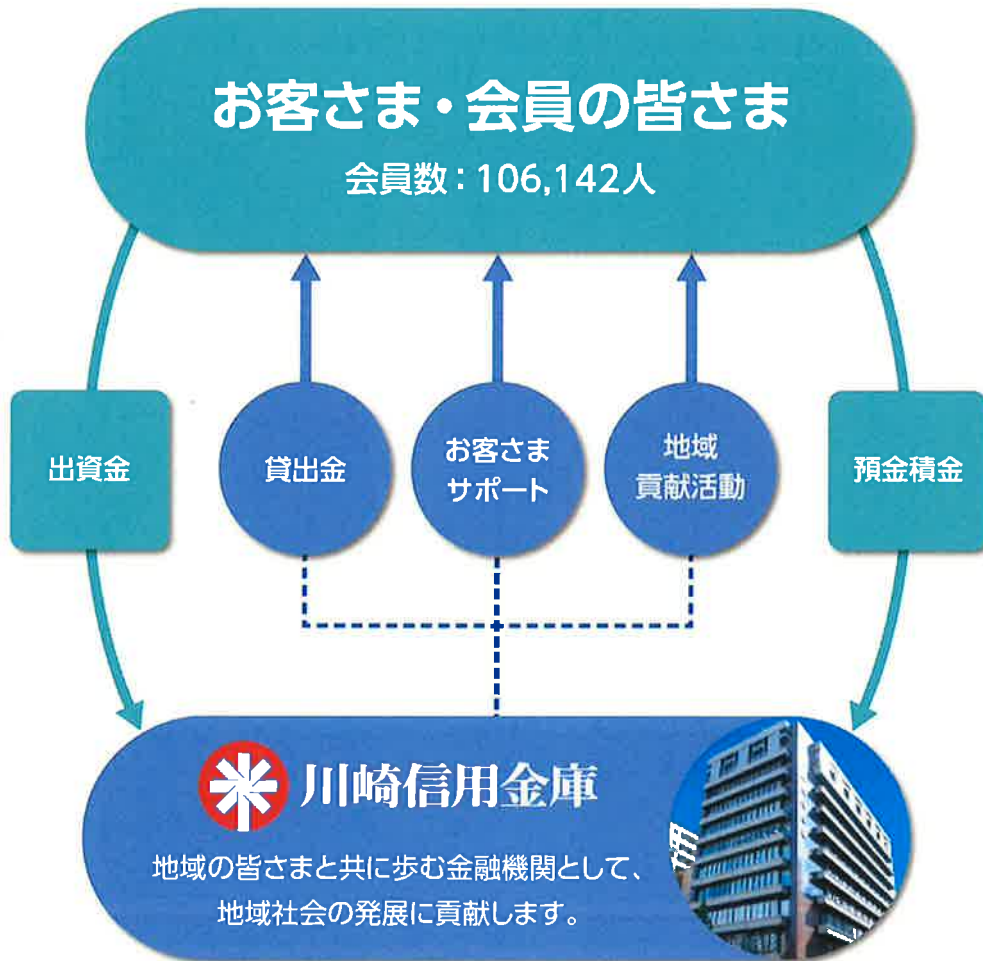 お客さま・会員の皆さま
会員数：106,142人
出資金
貸出金
お客さま
サポート
地域
貢献活動
預金積金
川崎信用金庫
地域の皆さまと共に歩む金融機関として、
地域社会の発展に貢献します。